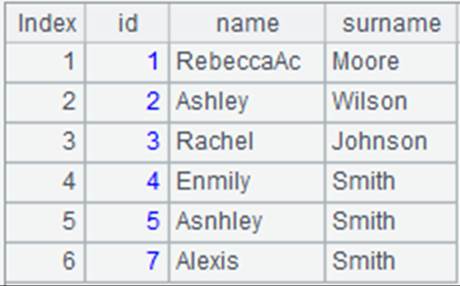 Index id name surname
1 1 RebeccaAc Moore
2 2 Ashley Wilson
3 3 Rachel Johnson
4 4 Enmily Smith
5 5 Asnhley Smith
6 7 Alexis Smith